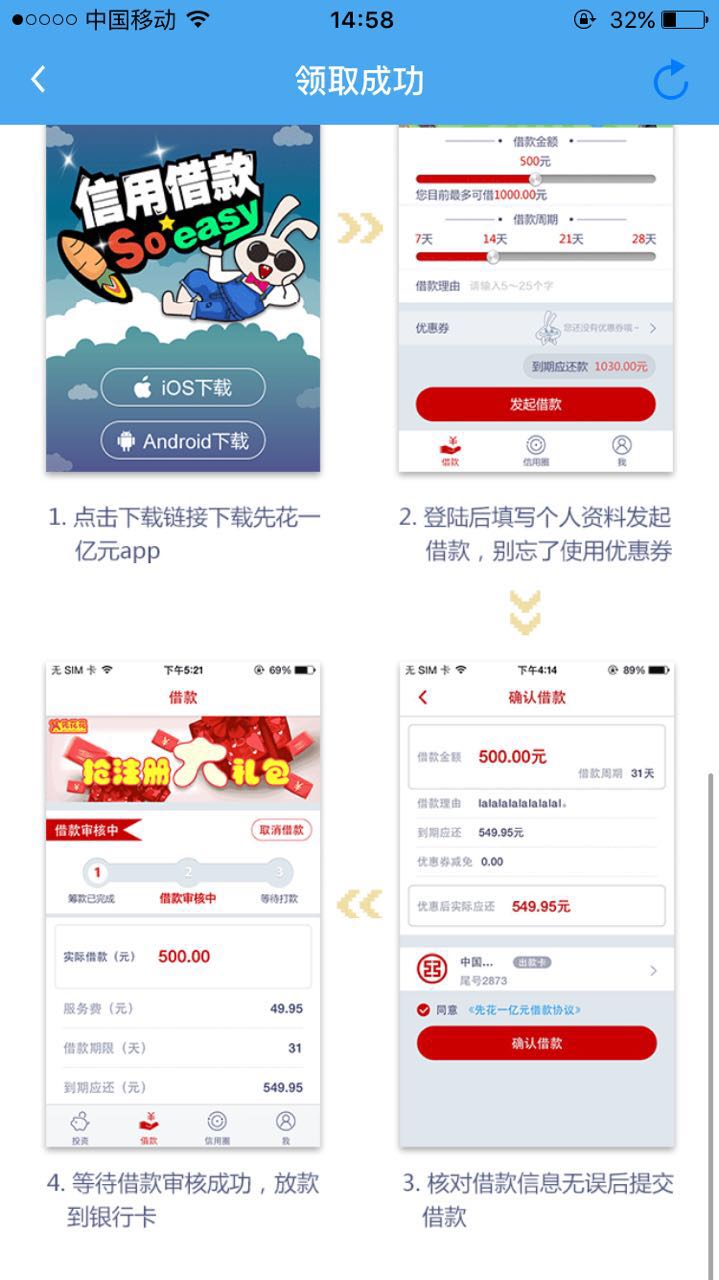 中国移动 14:58 32%
领取成功
信用借款
So easy
iOS下载
Android下载
借款金额
500元
您目前最多可借1000.00元
借款周期
7天 14天 21天 28天
借款理由 请输入5～25个字
优惠券 您还没有优惠券哦~
到期应还款 1030.00元
发起借款
借款 信用圈 我
1. 点击下载链接下载先花一
亿元app
2. 登陆后填写个人资料发起
借款，别忘了使用优惠券
无 SIM 卡 下午5:21 69%
借款
抢注册大礼包
借款审核中 取消借款
1 2 3
筹款已完成 借款审核中 等待打款
实际借款（元） 500.00
服务费（元） 49.95
借款期限（天） 31
到期应还（元） 549.95
投资 借款 信用圈 我
无 SIM 卡 下午4:14 89%
确认借款
借款金额 500.00元
借款周期 31天
借款理由 lalalalalalalalal。
到期应还 549.95元
优惠券减免 0.00
优惠后实际应还 549.95元
中国... 出款卡
尾号2873
同意 《先花一亿元借款协议》
确认借款
4. 等待借款审核成功，放款
到银行卡
3. 核对借款信息无误后提交
借款